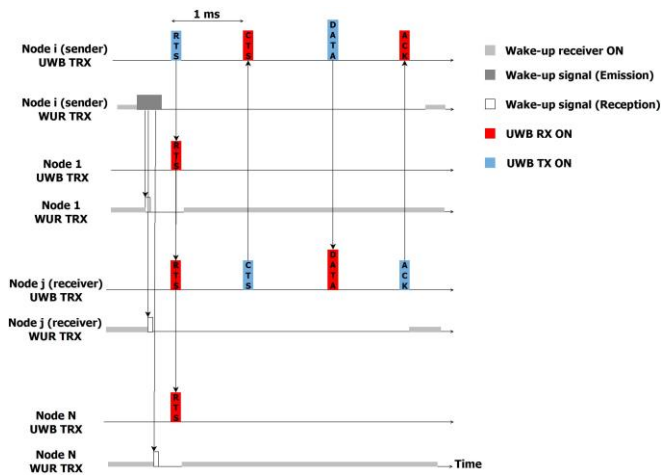 1 ms
Node i (sender)
UWB TRX
RTS
CTS
DATA
ACK
Wake-up receiver ON
Wake-up signal (Emission)
Wake-up signal (Reception)
UWB RX ON
UWB TX ON
Node i (sender)
WUR TRX
Node 1
UWB TRX
RTS
Node 1
WUR TRX
Node j (receiver)
UWB TRX
RTS
CTS
DATA
ACK
Node j (receiver)
WUR TRX
Node N
UWB TRX
RTS
Node N
WUR TRX
Time